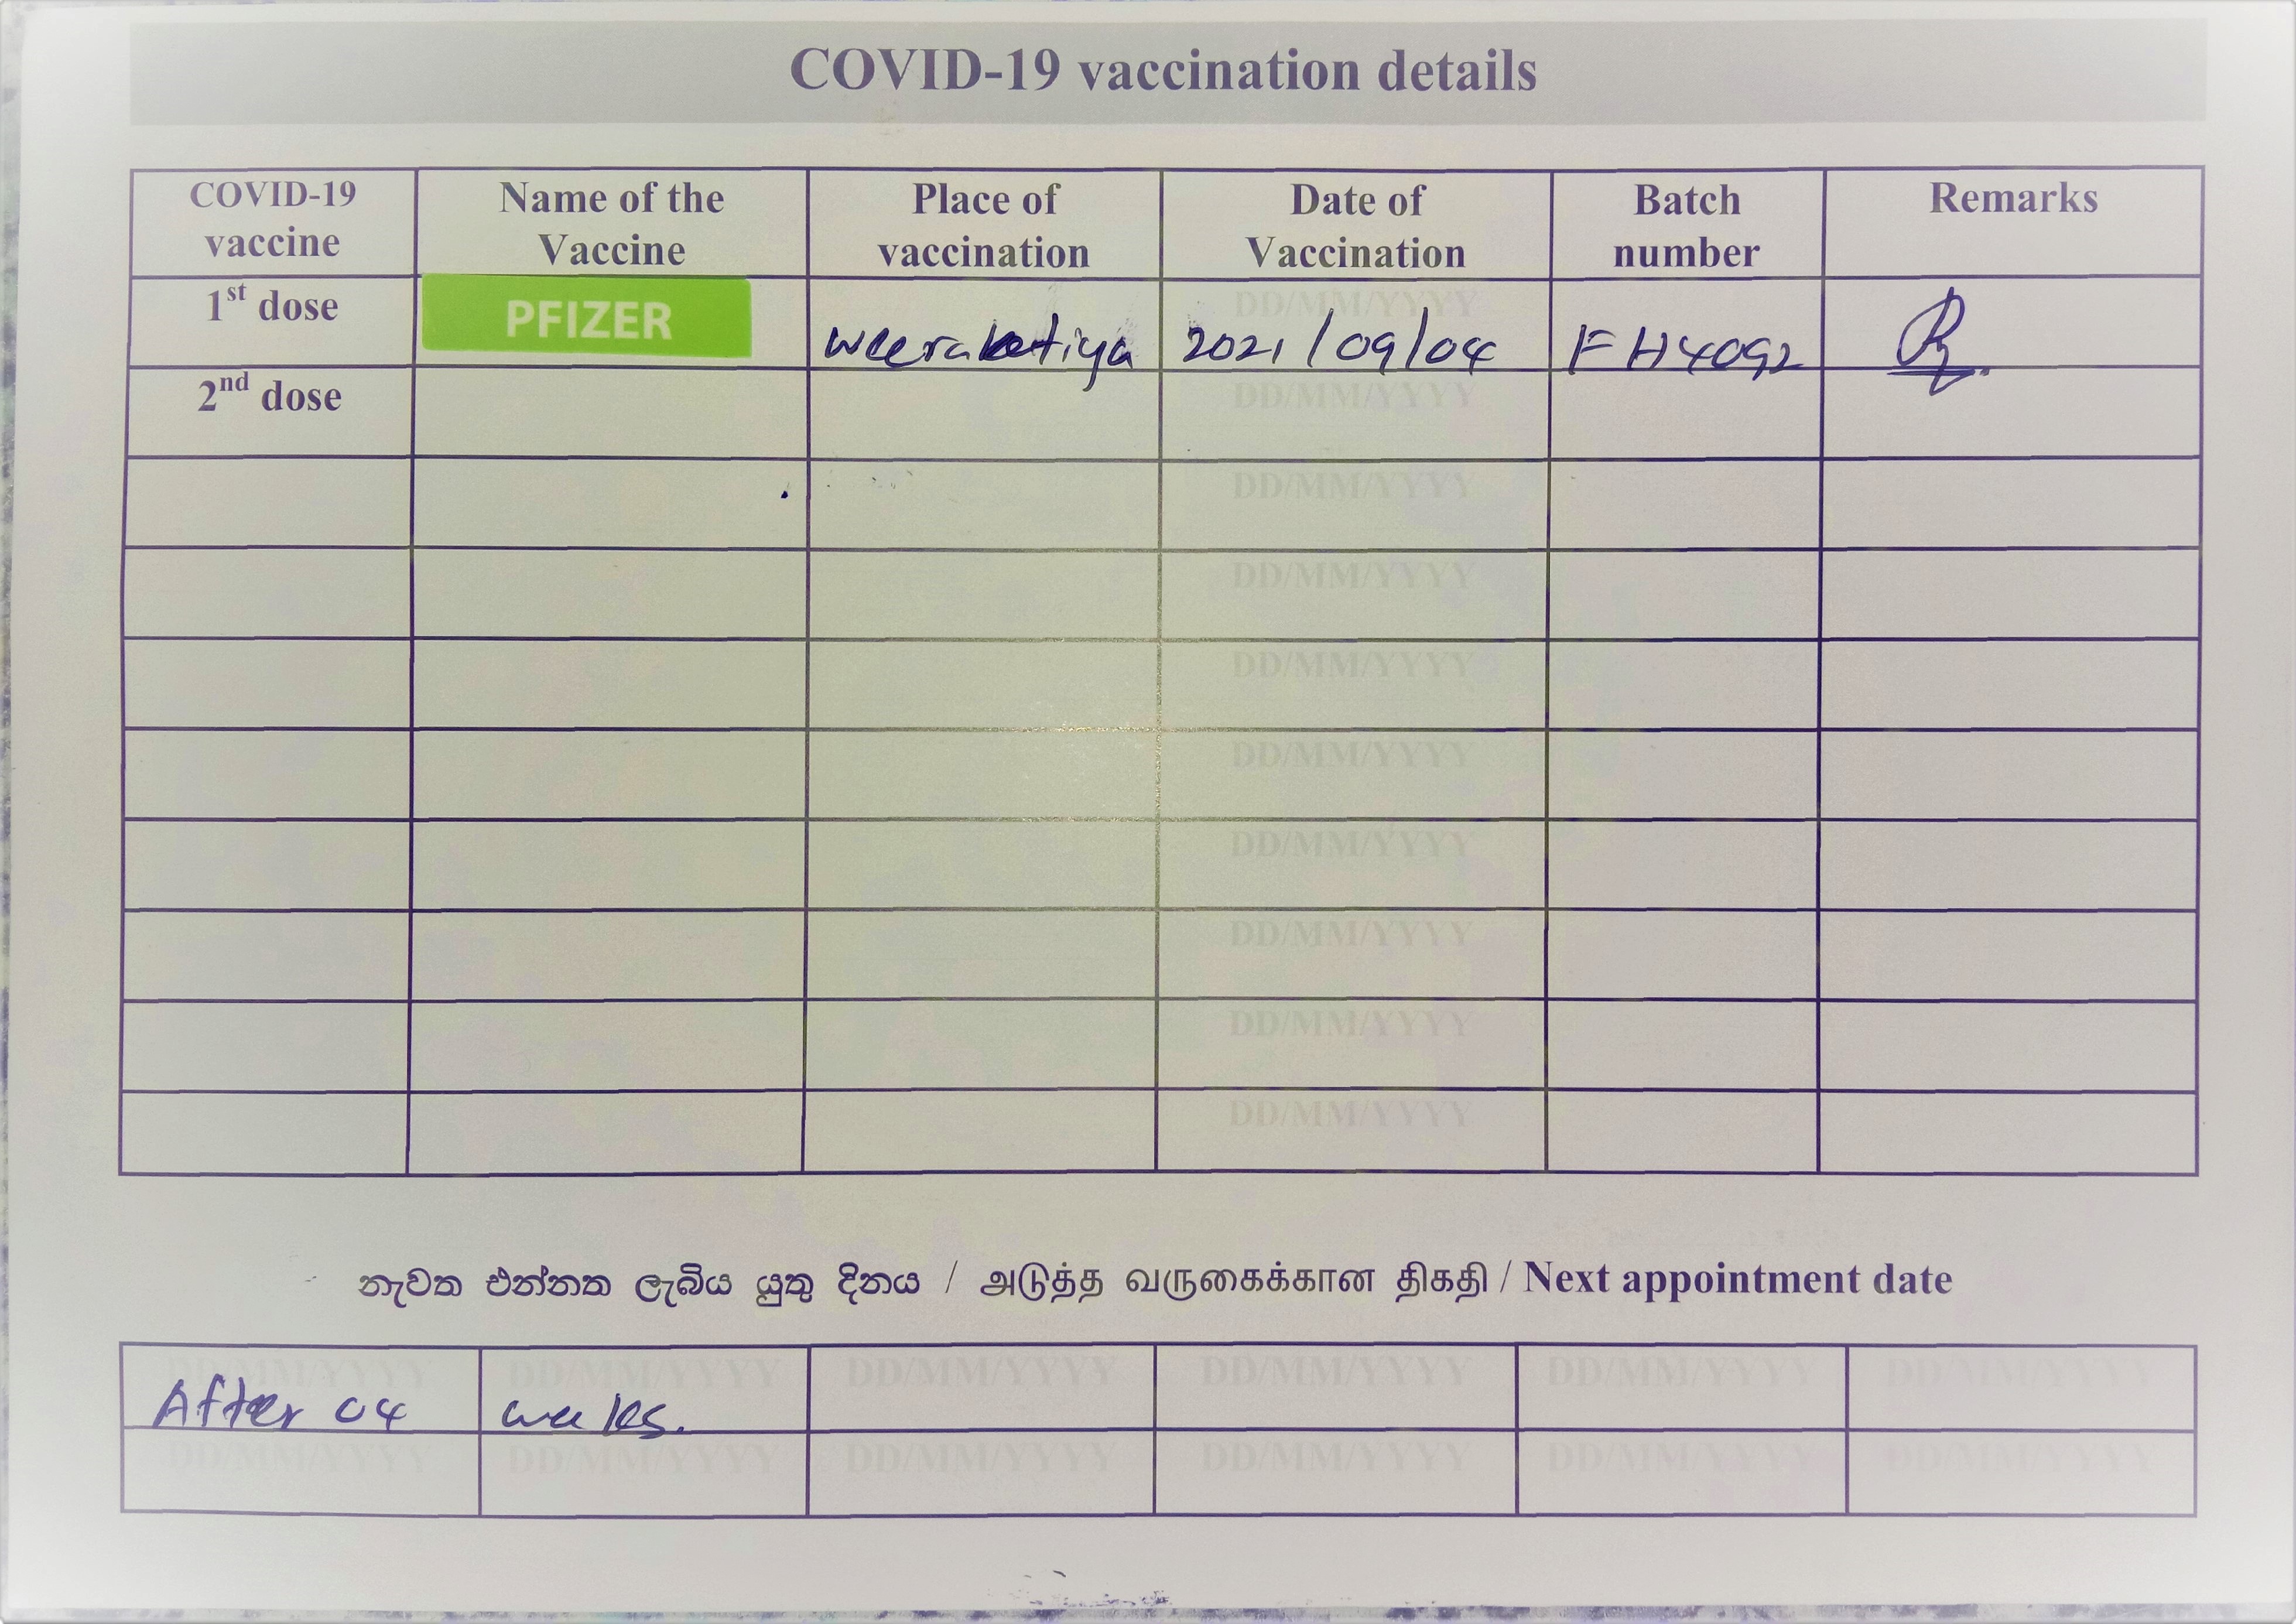 COVID-19 vaccination details
COVID-19 vaccine
Name of the Vaccine
Place of vaccination
Date of Vaccination
Batch number
Remarks
1st dose
PFIZER
weeraketiya
DD/MM/YYYY
2021/09/04
FH4092
2nd dose
DD/MM/YYYY
DD/MM/YYYY
DD/MM/YYYY
DD/MM/YYYY
DD/MM/YYYY
DD/MM/YYYY
DD/MM/YYYY
DD/MM/YYYY
DD/MM/YYYY
නැවත එන්නත ලැබිය යුතු දිනය / அடுத்த வருகைக்கான திகதி / Next appointment date
DD/MM/YYYY DD/MM/YYYY DD/MM/YYYY DD/MM/YYYY DD/MM/YYYY DD/MM/YYYY
After 04 weeks.
DD/MM/YYYY DD/MM/YYYY DD/MM/YYYY DD/MM/YYYY DD/MM/YYYY DD/MM/YYYY